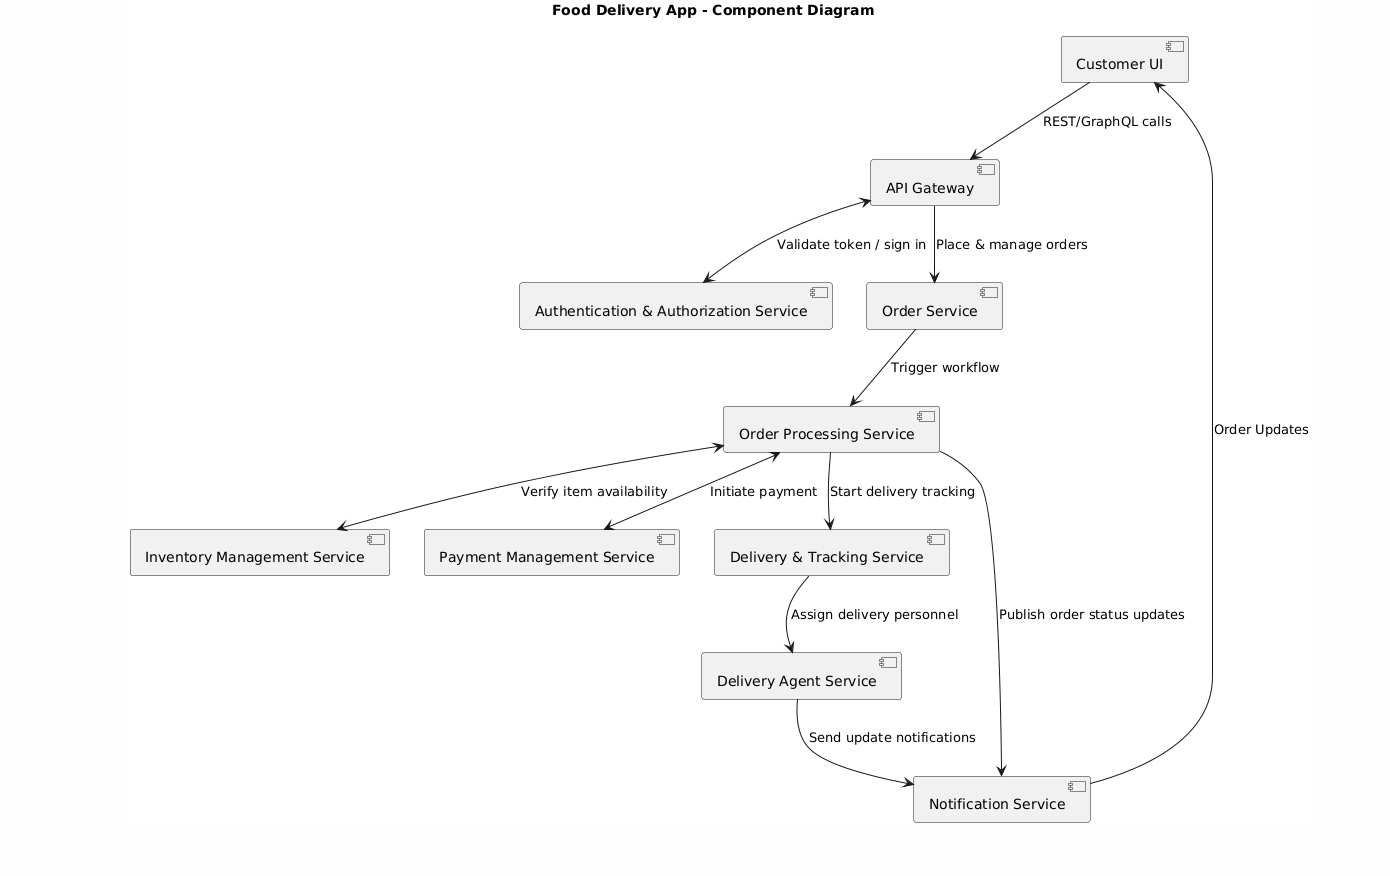 Food Delivery App - Component Diagram
Customer UI
REST/GraphQL calls
API Gateway
Validate token / sign in
Place & manage orders
Authentication & Authorization Service
Order Service
Trigger workflow
Order Processing Service
Order Updates
Verify item availability
Initiate payment
Start delivery tracking
Inventory Management Service
Payment Management Service
Delivery & Tracking Service
Assign delivery personnel
Publish order status updates
Delivery Agent Service
Send update notifications
Notification Service